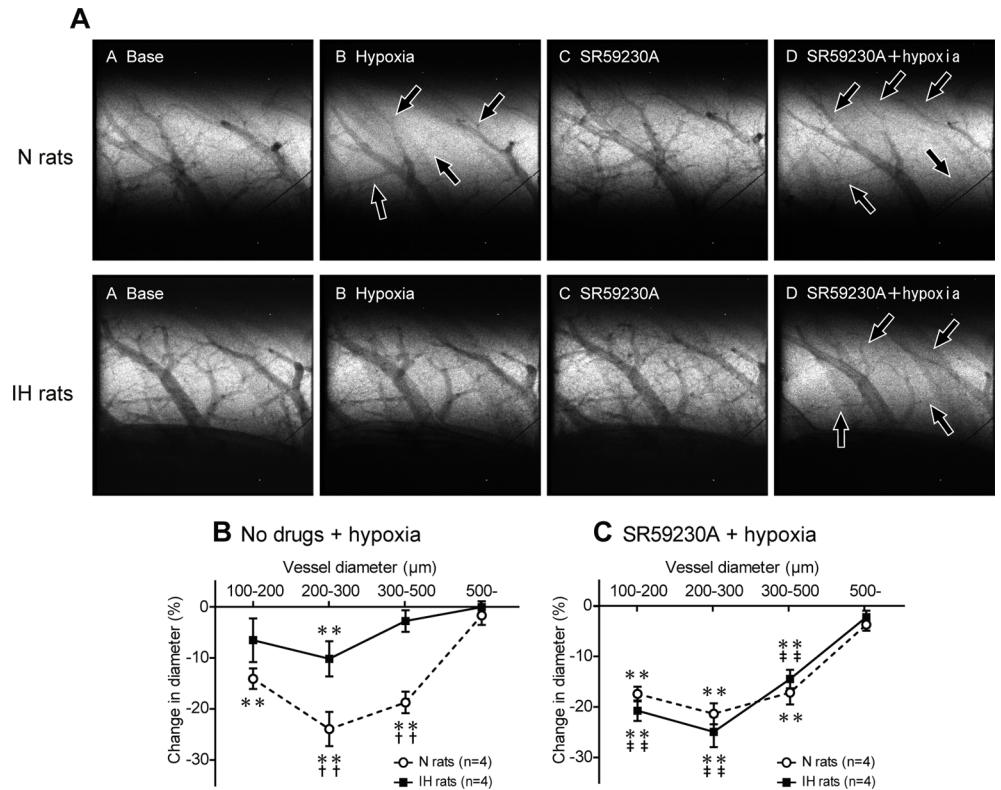 A
A Base
B Hypoxia
C SR59230A
D SR59230A+hypoxia
N rats
A Base
B Hypoxia
C SR59230A
D SR59230A+hypoxia
IH rats
B No drugs + hypoxia
Vessel diameter (µm)
100-200 200-300 300-500 500-
0
-10
-20
-30
Change in diameter (%)
**
**
**
††
**
††
N rats (n=4)
IH rats (n=4)
C SR59230A + hypoxia
Vessel diameter (µm)
100-200 200-300 300-500 500-
0
-10
-20
-30
Change in diameter (%)
**
**
**
‡‡
**
‡‡
**
‡‡
**
N rats (n=4)
IH rats (n=4)